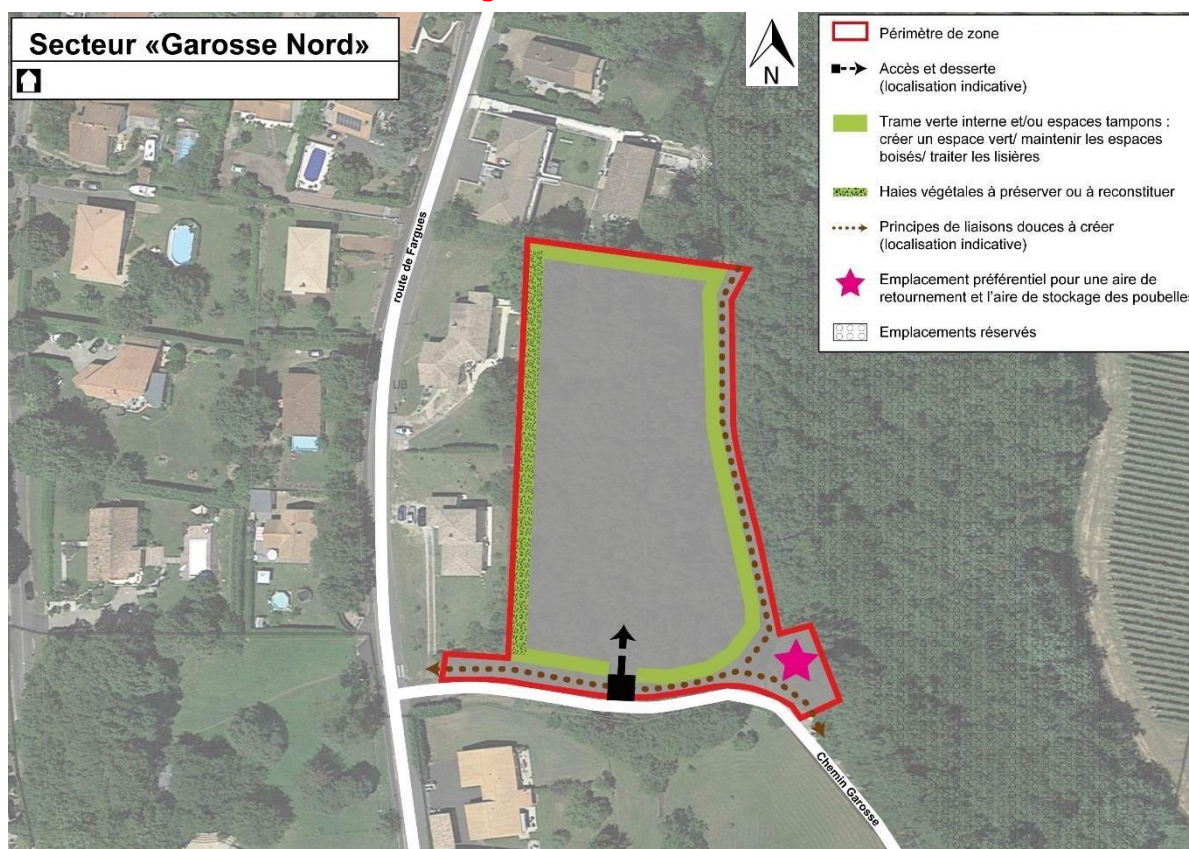 Secteur «Garosse Nord»
N
Périmètre de zone
Accès et desserte
(localisation indicative)
Trame verte interne et/ou espaces tampons :
créer un espace vert/ maintenir les espaces
boisés/ traiter les lisières
Haies végétales à préserver ou à reconstituer
Principes de liaisons douces à créer
(localisation indicative)
Emplacement préférentiel pour une aire de
retournement et l'aire de stockage des poubelles
Emplacements réservés
route de Fargues
UB
Chemin Garosse